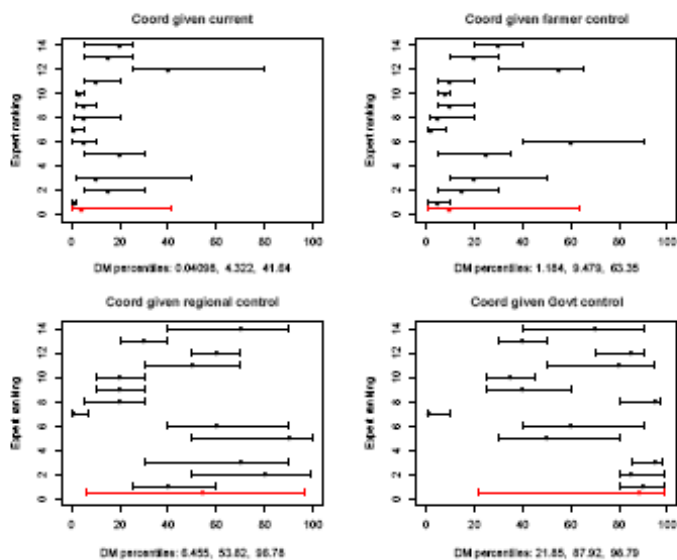 Coord given current
Expert ranking
0 2 4 6 8 10 12 14
0 20 40 60 80 100
DM percentiles: 0.04098, 4.322, 41.64
Coord given farmer control
Expert ranking
0 2 4 6 8 10 12 14
0 20 40 60 80 100
DM percentiles: 1.184, 9.479, 63.35
Coord given regional control
Expert ranking
0 2 4 6 8 10 12 14
0 20 40 60 80 100
DM percentiles: 6.455, 53.82, 96.78
Coord given Govt control
Expert ranking
0 2 4 6 8 10 12 14
0 20 40 60 80 100
DM percentiles: 21.85, 87.92, 98.79